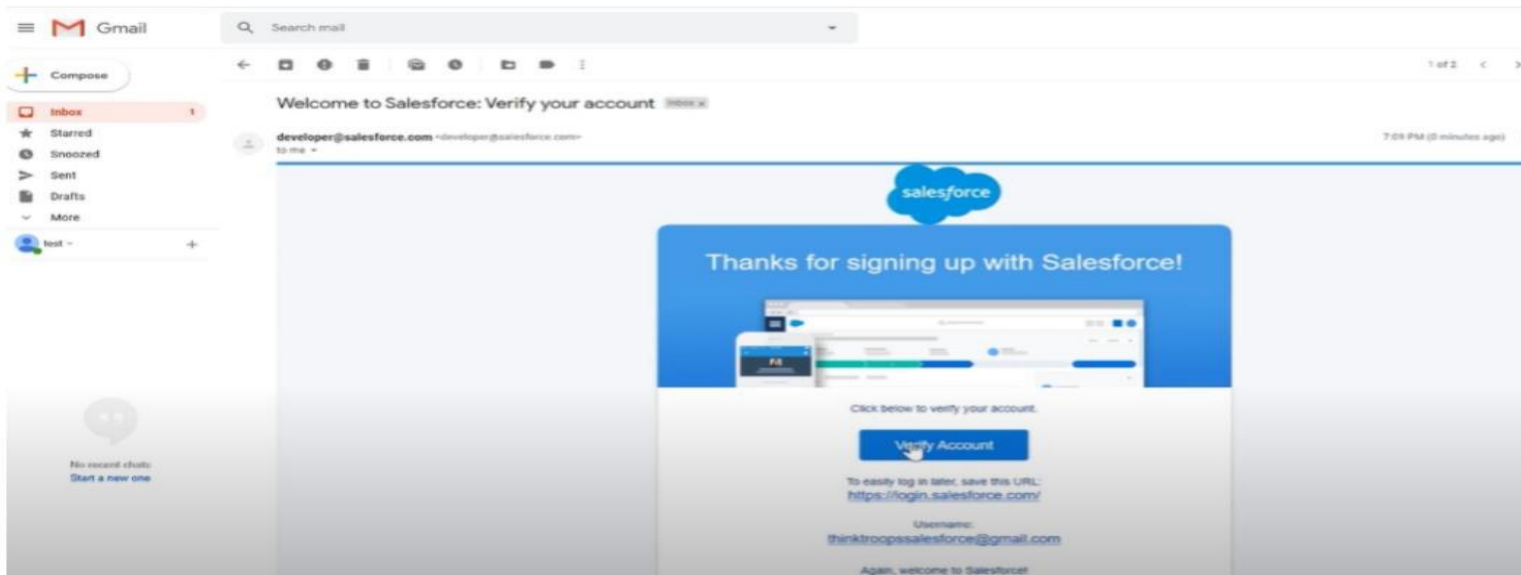 Gmail
Search mail
Compose
1 of 2
Welcome to Salesforce: Verify your account Inbox x
Inbox 1
Starred
developer@salesforce.com <developer@salesforce.com>
7:09 PM (0 minutes ago)
to me
Snoozed
Sent
Drafts
More
test
salesforce
Thanks for signing up with Salesforce!
Click below to verify your account.
Verify Account
No recent chats
Start a new one
To easily log in later, save this URL:
https://login.salesforce.com/
Username:
thinktroopssalesforce@gmail.com
Again, welcome to Salesforce!